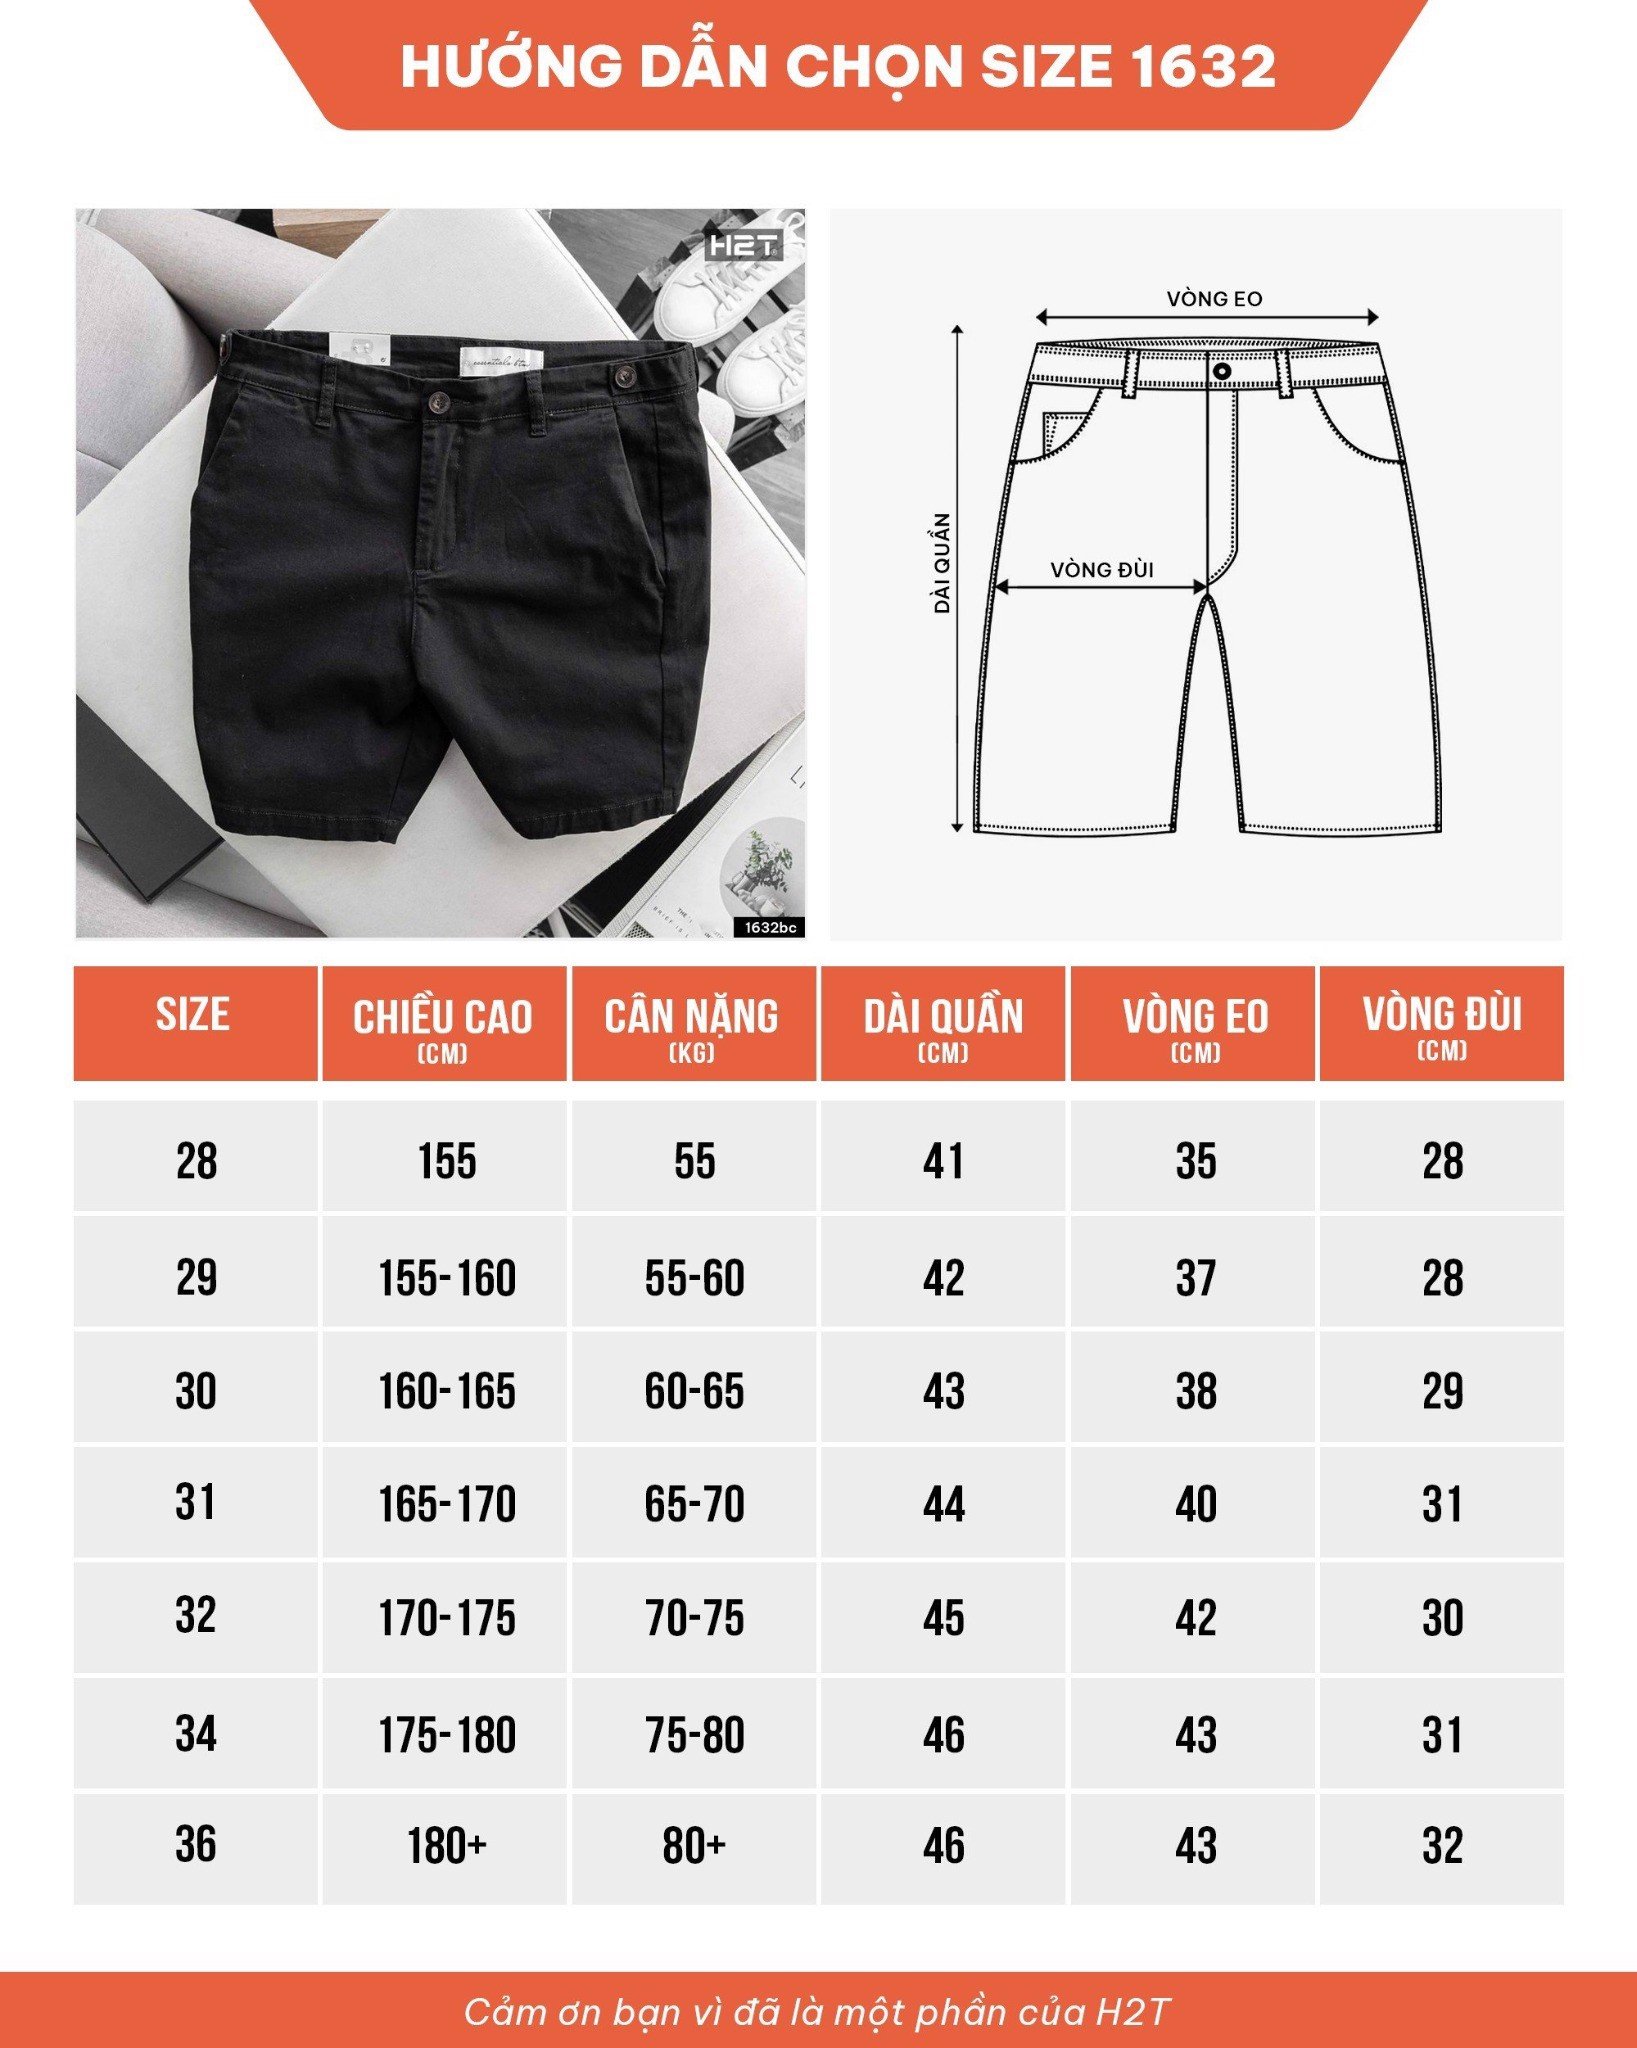 HƯỚNG DẪN CHỌN SIZE 1632
H2T
essentials
1632bc
VÒNG EO
DÀI QUẦN
VÒNG ĐÙI
SIZE CHIỀU CAO (CM) CÂN NẶNG (KG) DÀI QUẦN (CM) VÒNG EO (CM) VÒNG ĐÙI (CM)
28 155 55 41 35 28
29 155-160 55-60 42 37 28
30 160-165 60-65 43 38 29
31 165-170 65-70 44 40 31
32 170-175 70-75 45 42 30
34 175-180 75-80 46 43 31
36 180+ 80+ 46 43 32
Cảm ơn bạn vì đã là một phần của H2T